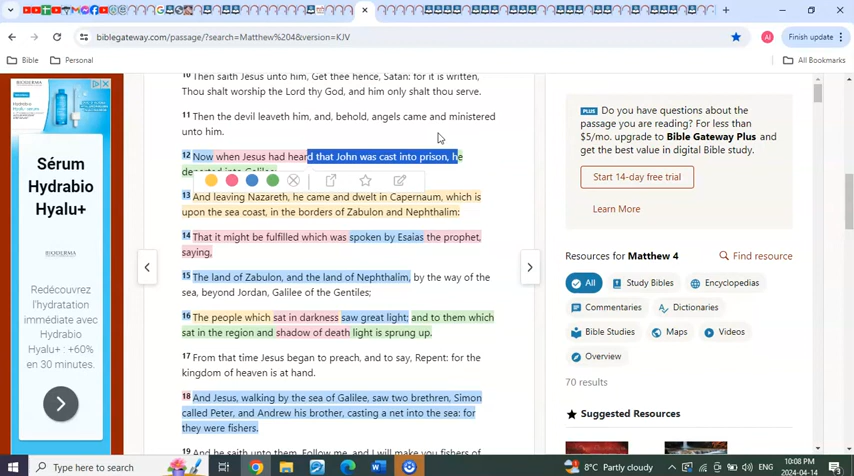 Finish update
biblegateway.com/passage/?search=Matthew%204&version=KJV
Bible
Personal
All Bookmarks
10 Then saith Jesus unto him, Get thee hence, Satan: for it is written,
Thou shalt worship the Lord thy God, and him only shalt thou serve.
11 Then the devil leaveth him, and, behold, angels came and ministered
unto him.
12 Now when Jesus had heard that John was cast into prison, he
13 And leaving Nazareth, he came and dwelt in Capernaum, which is
upon the sea coast, in the borders of Zabulon and Nephthalim:
14 That it might be fulfilled which was spoken by Esaias the prophet,
saying,
15 The land of Zabulon, and the land of Nephthalim, by the way of the
sea, beyond Jordan, Galilee of the Gentiles;
16 The people which sat in darkness saw great light; and to them which
sat in the region and shadow of death light is sprung up.
17 From that time Jesus began to preach, and to say, Repent: for the
kingdom of heaven is at hand.
18 And Jesus, walking by the sea of Galilee, saw two brethren, Simon
called Peter, and Andrew his brother, casting a net into the sea: for
they were fishers.
19 And he saith unto them, Follow me, and I will make you fishers of
BIODERMA
Sérum
Hydrabio
Hyalu+
BIODERMA
Redécouvrez
l'hydratation
immédiate avec
Hydrabio
Hyalu+ : +60%
en 30 minutes.
PLUS Do you have questions about the
passage you are reading? For less than
$5/mo. upgrade to Bible Gateway Plus and
get the best value in digital Bible study.
Start 14-day free trial
Learn More
Resources for Matthew 4
Find resource
All
Study Bibles
Encyclopedias
Commentaries
Dictionaries
Bible Studies
Maps
Videos
Overview
70 results
Suggested Resources
Type here to search
8°C Partly cloudy
10:08 PM
2024-04-14